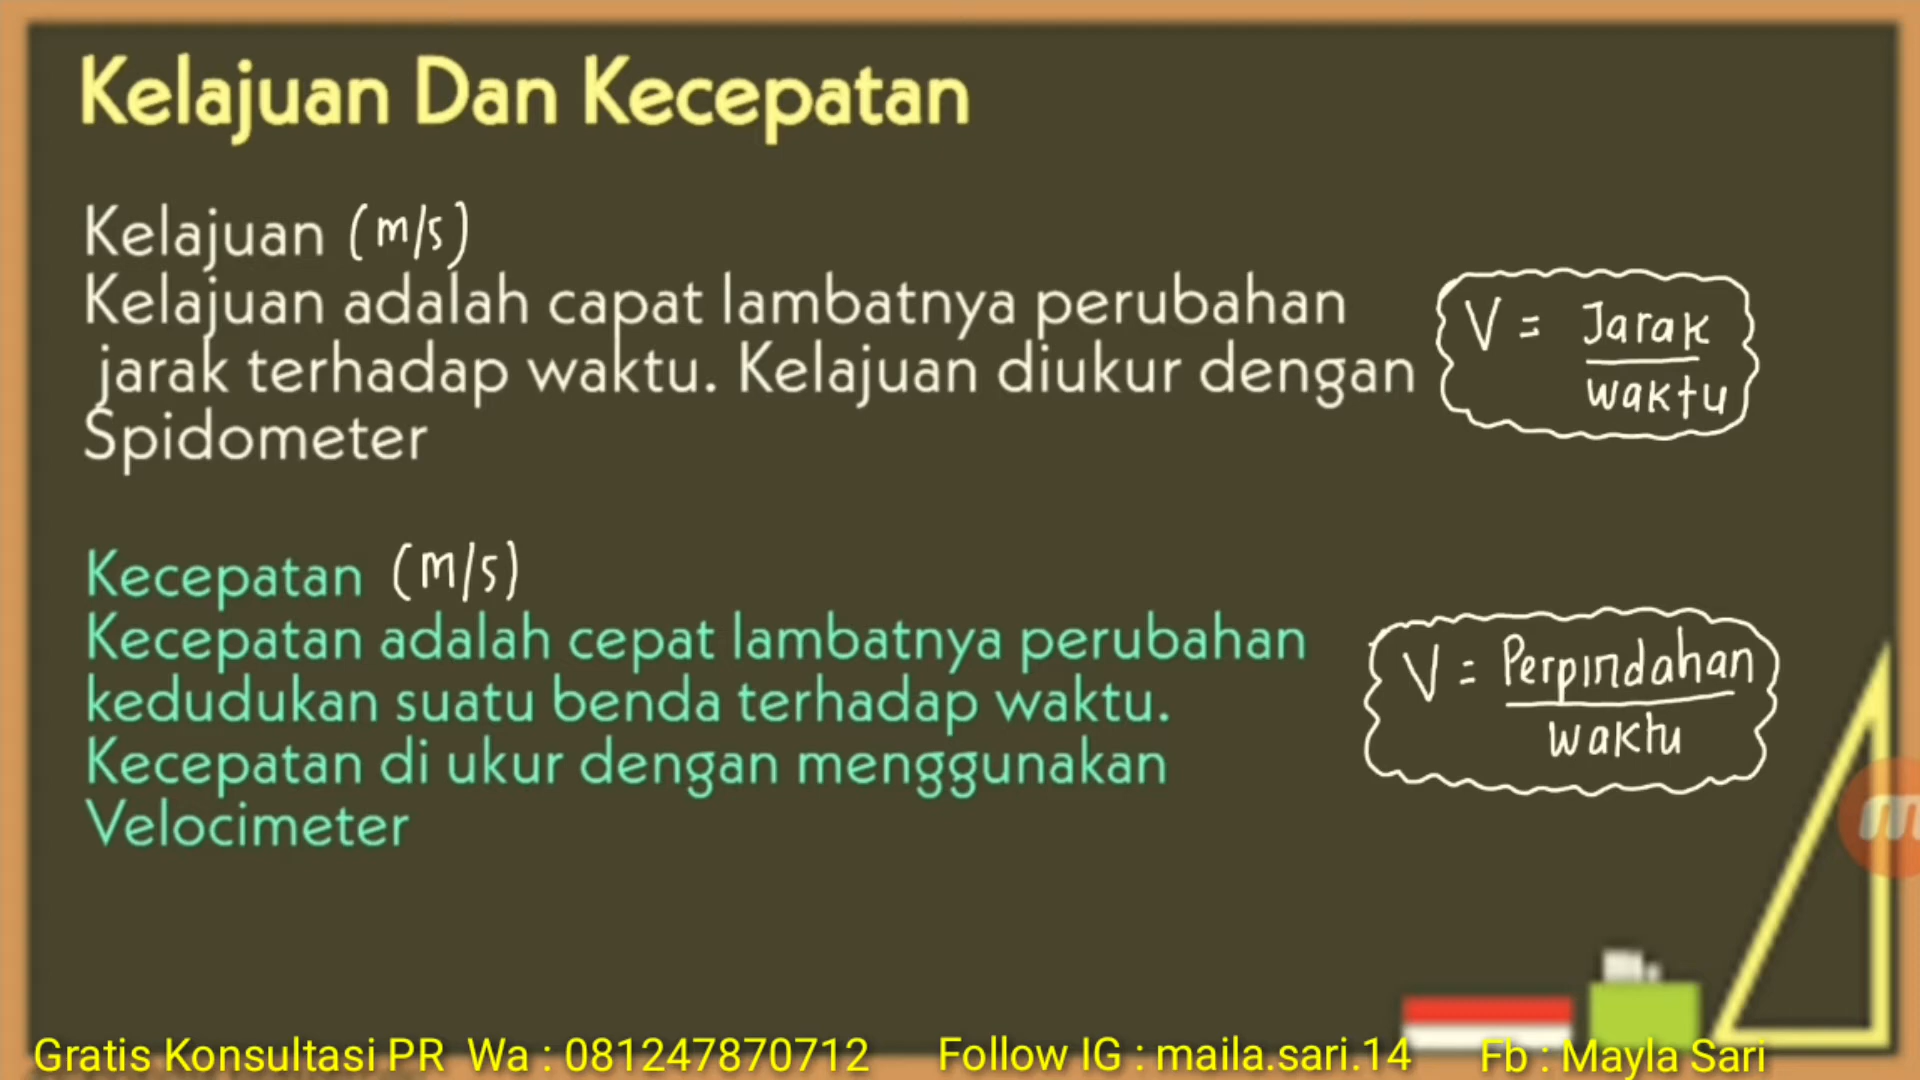 Kelajuan Dan Kecepatan
Kelajuan (m/s)
Kelajuan adalah capat lambatnya perubahan
jarak terhadap waktu. Kelajuan diukur dengan
Spidometer
V = Jarak
waktu
Kecepatan (m/s)
Kecepatan adalah cepat lambatnya perubahan
kedudukan suatu benda terhadap waktu.
Kecepatan di ukur dengan menggunakan
Velocimeter
V = Perpindahan
waktu
Gratis Konsultasi PR Wa : 081247870712 Follow IG : maila.sari.14 Fb : Mayla Sari